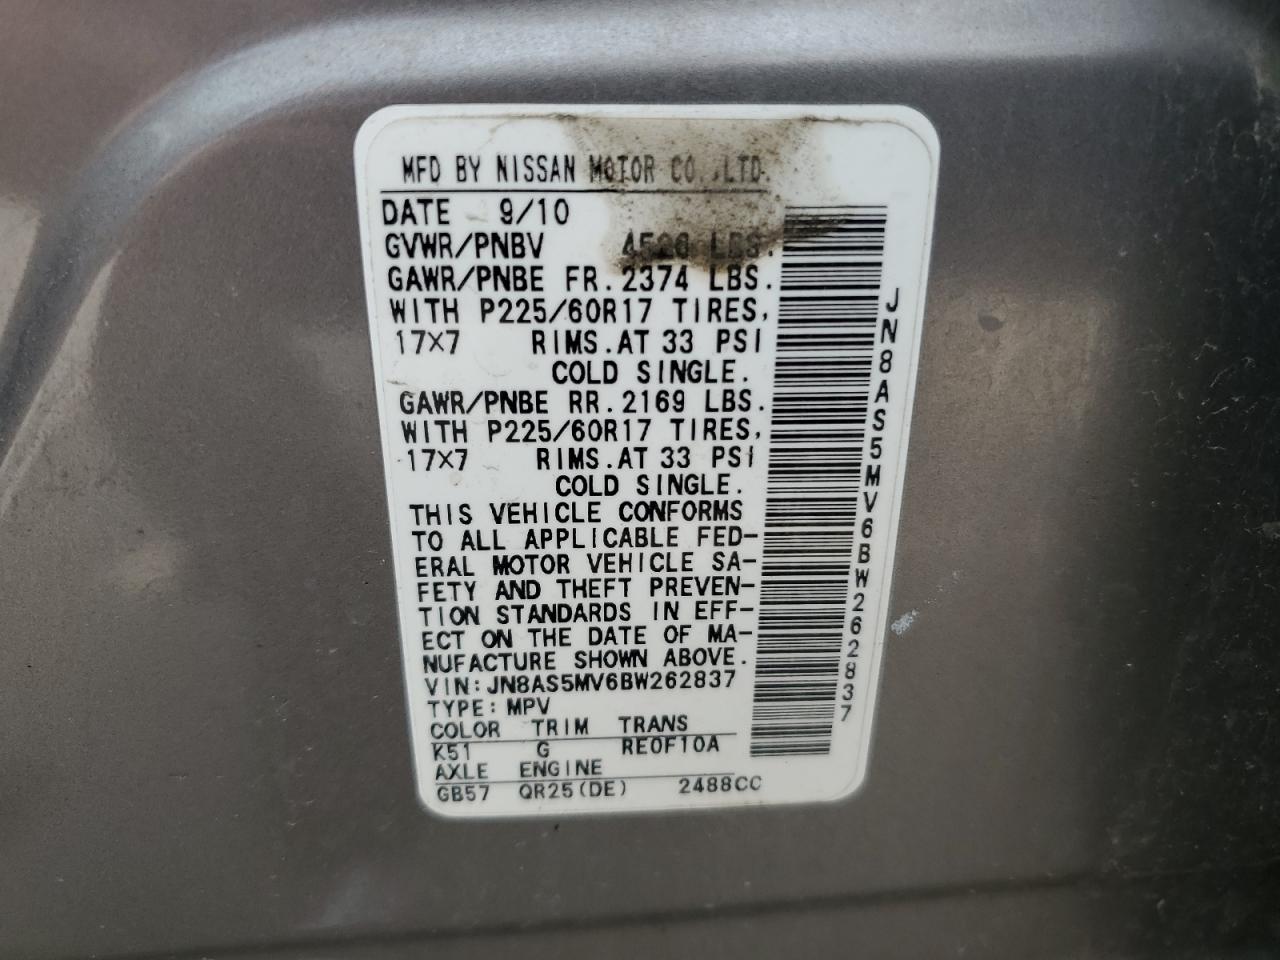 MFD BY NISSAN MOTOR CO.,LTD.
DATE 9/10
GVWR/PNBV LBS.
GAWR/PNBE FR. 2374 LBS.
WITH P225/60R17 TIRES,
17×7 RIMS. AT 33 PSI
COLD SINGLE.
GAWR/PNBE RR. 2169 LBS.
WITH P225/60R17 TIRES,
17×7 RIMS. AT 33 PSI
COLD SINGLE.
THIS VEHICLE CONFORMS
TO ALL APPLICABLE FED-
ERAL MOTOR VEHICLE SA-
FETY AND THEFT PREVEN-
TION STANDARDS IN EFF-
ECT ON THE DATE OF MA-
NUFACTURE SHOWN ABOVE.
VIN: JN8AS5MV6BW262837
TYPE: MPV
COLOR TRIM TRANS
K51 G RE0F10A
AXLE ENGINE
GB57 QR25(DE) 2488CC
JN8AS5MV6BW262837